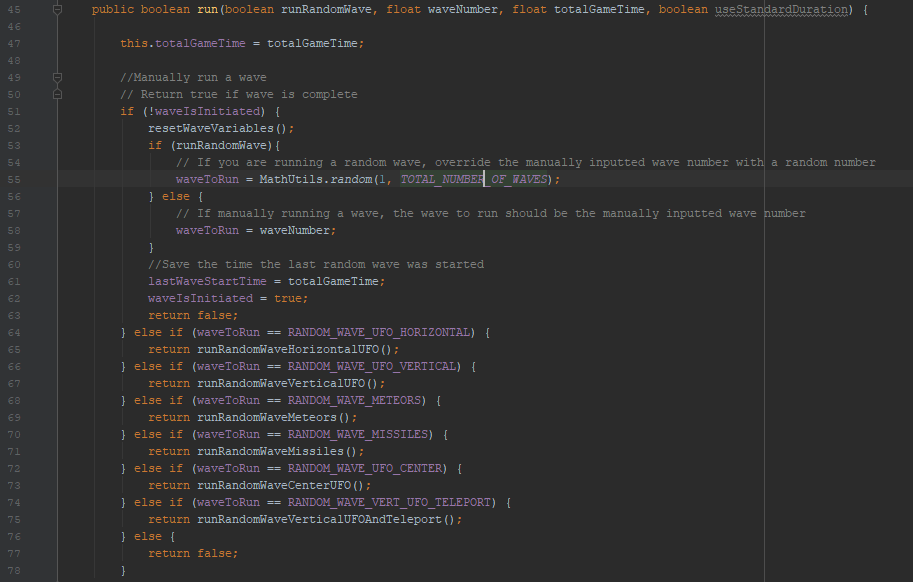 45 public boolean run(boolean runRandomWave, float waveNumber, float totalGameTime, boolean useStandardDuration) {
46
47 this.totalGameTime = totalGameTime;
48
49 //Manually run a wave
50 // Return true if wave is complete
51 if (!waveIsInitiated) {
52 resetWaveVariables();
53 if (runRandomWave){
54 // If you are running a random wave, override the manually inputted wave number with a random number
55 waveToRun = MathUtils.random(1, TOTAL_NUMBER_OF_WAVES);
56 } else {
57 // If manually running a wave, the wave to run should be the manually inputted wave number
58 waveToRun = waveNumber;
59 }
60 //Save the time the last random wave was started
61 lastWaveStartTime = totalGameTime;
62 waveIsInitiated = true;
63 return false;
64 } else if (waveToRun == RANDOM_WAVE_UFO_HORIZONTAL) {
65 return runRandomWaveHorizontalUFO();
66 } else if (waveToRun == RANDOM_WAVE_UFO_VERTICAL) {
67 return runRandomWaveVerticalUFO();
68 } else if (waveToRun == RANDOM_WAVE_METEORS) {
69 return runRandomWaveMeteors();
70 } else if (waveToRun == RANDOM_WAVE_MISSILES) {
71 return runRandomWaveMissiles();
72 } else if (waveToRun == RANDOM_WAVE_UFO_CENTER) {
73 return runRandomWaveCenterUFO();
74 } else if (waveToRun == RANDOM_WAVE_VERT_UFO_TELEPORT) {
75 return runRandomWaveVerticalUFOAndTeleport();
76 } else {
77 return false;
78 }